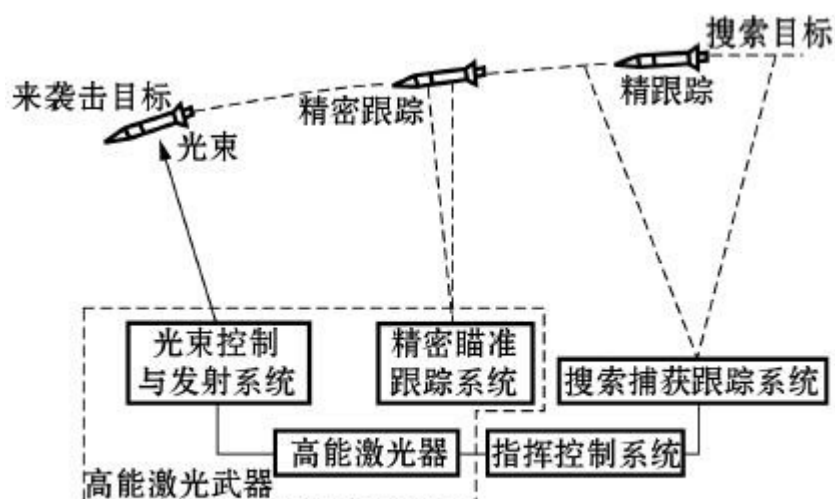 搜索目标
来袭击目标
精密跟踪
精跟踪
光束
光束控制
与发射系统
精密瞄准
跟踪系统
搜索捕获跟踪系统
高能激光器
指挥控制系统
高能激光武器